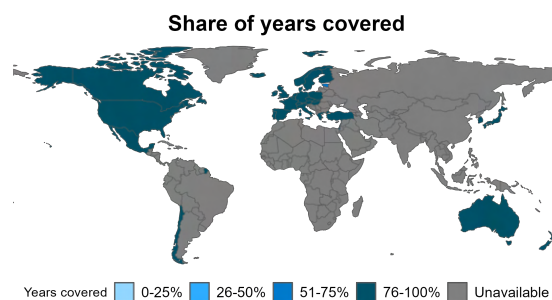 Share of years covered
Years covered 0-25% 26-50% 51-75% 76-100% Unavailable